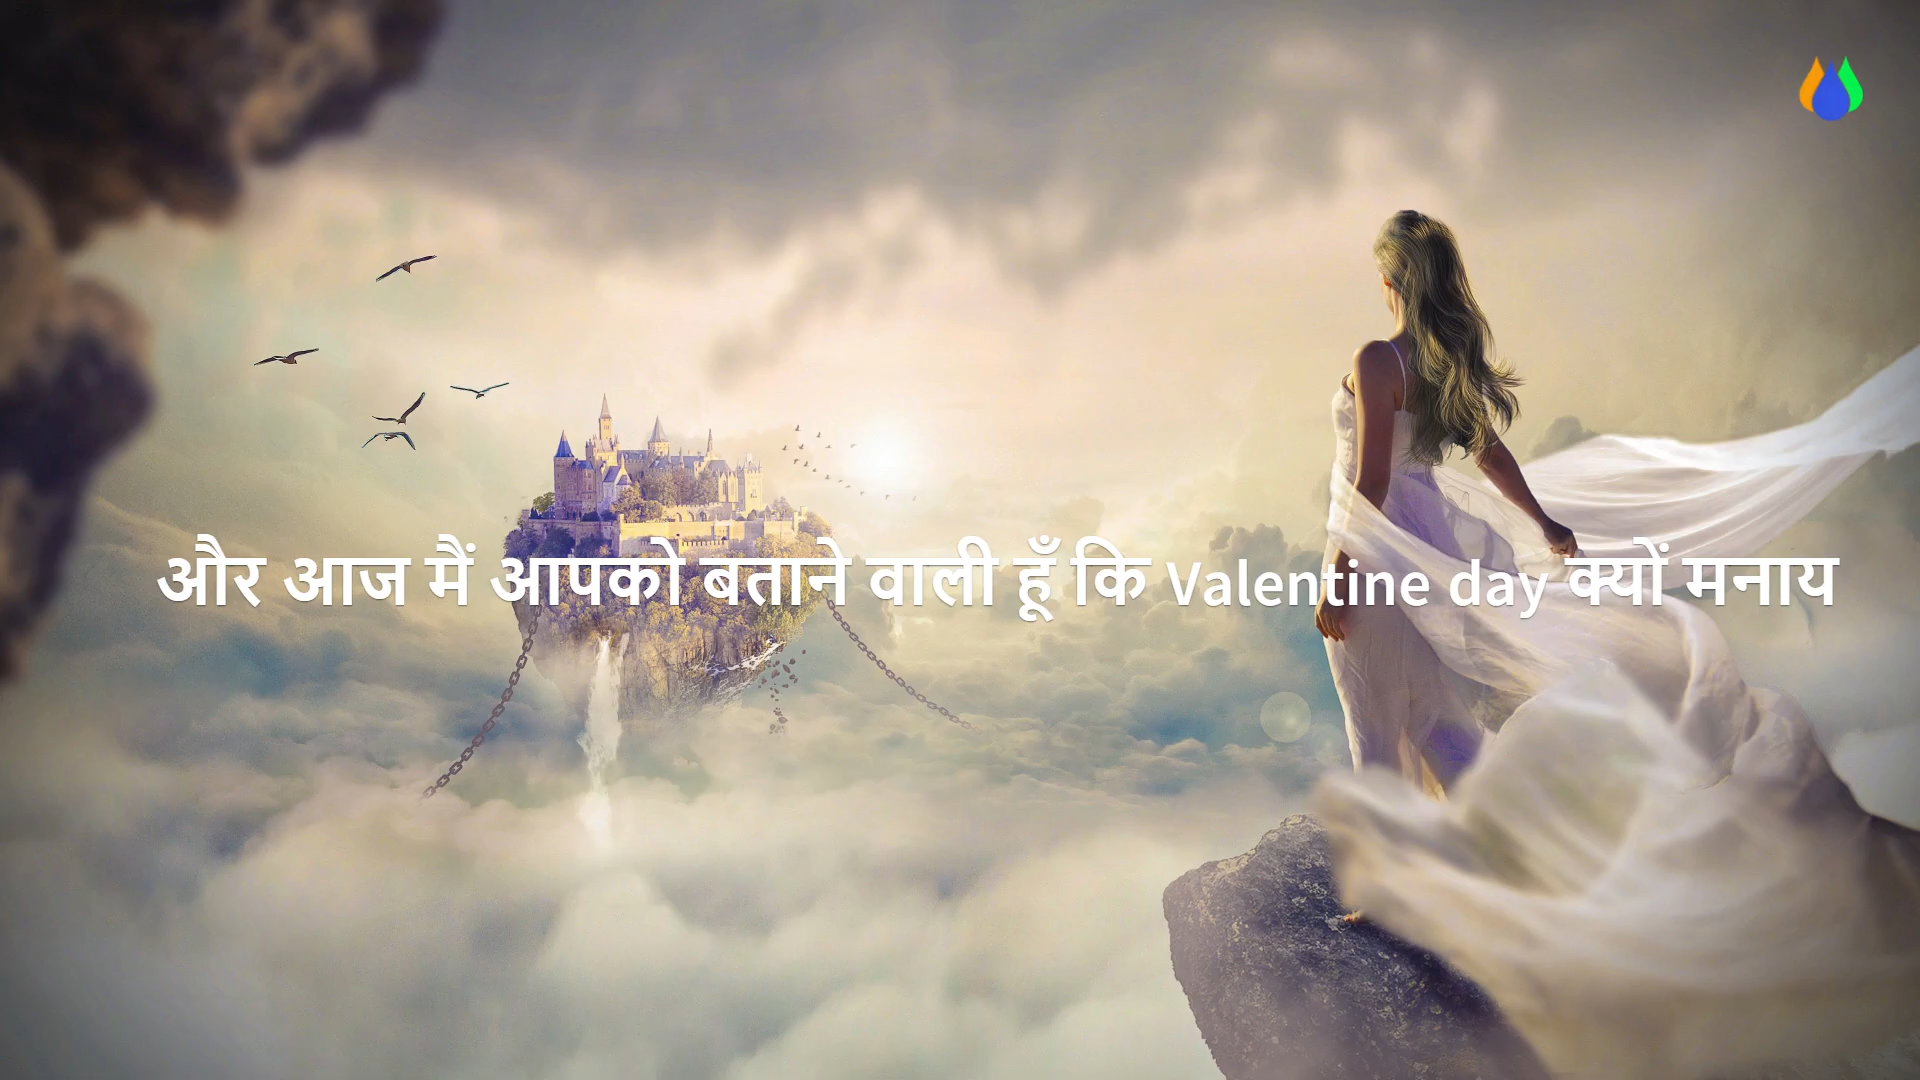 और आज मैं आपको बताने वाली हूँ कि Valentine day क्यों मनाय